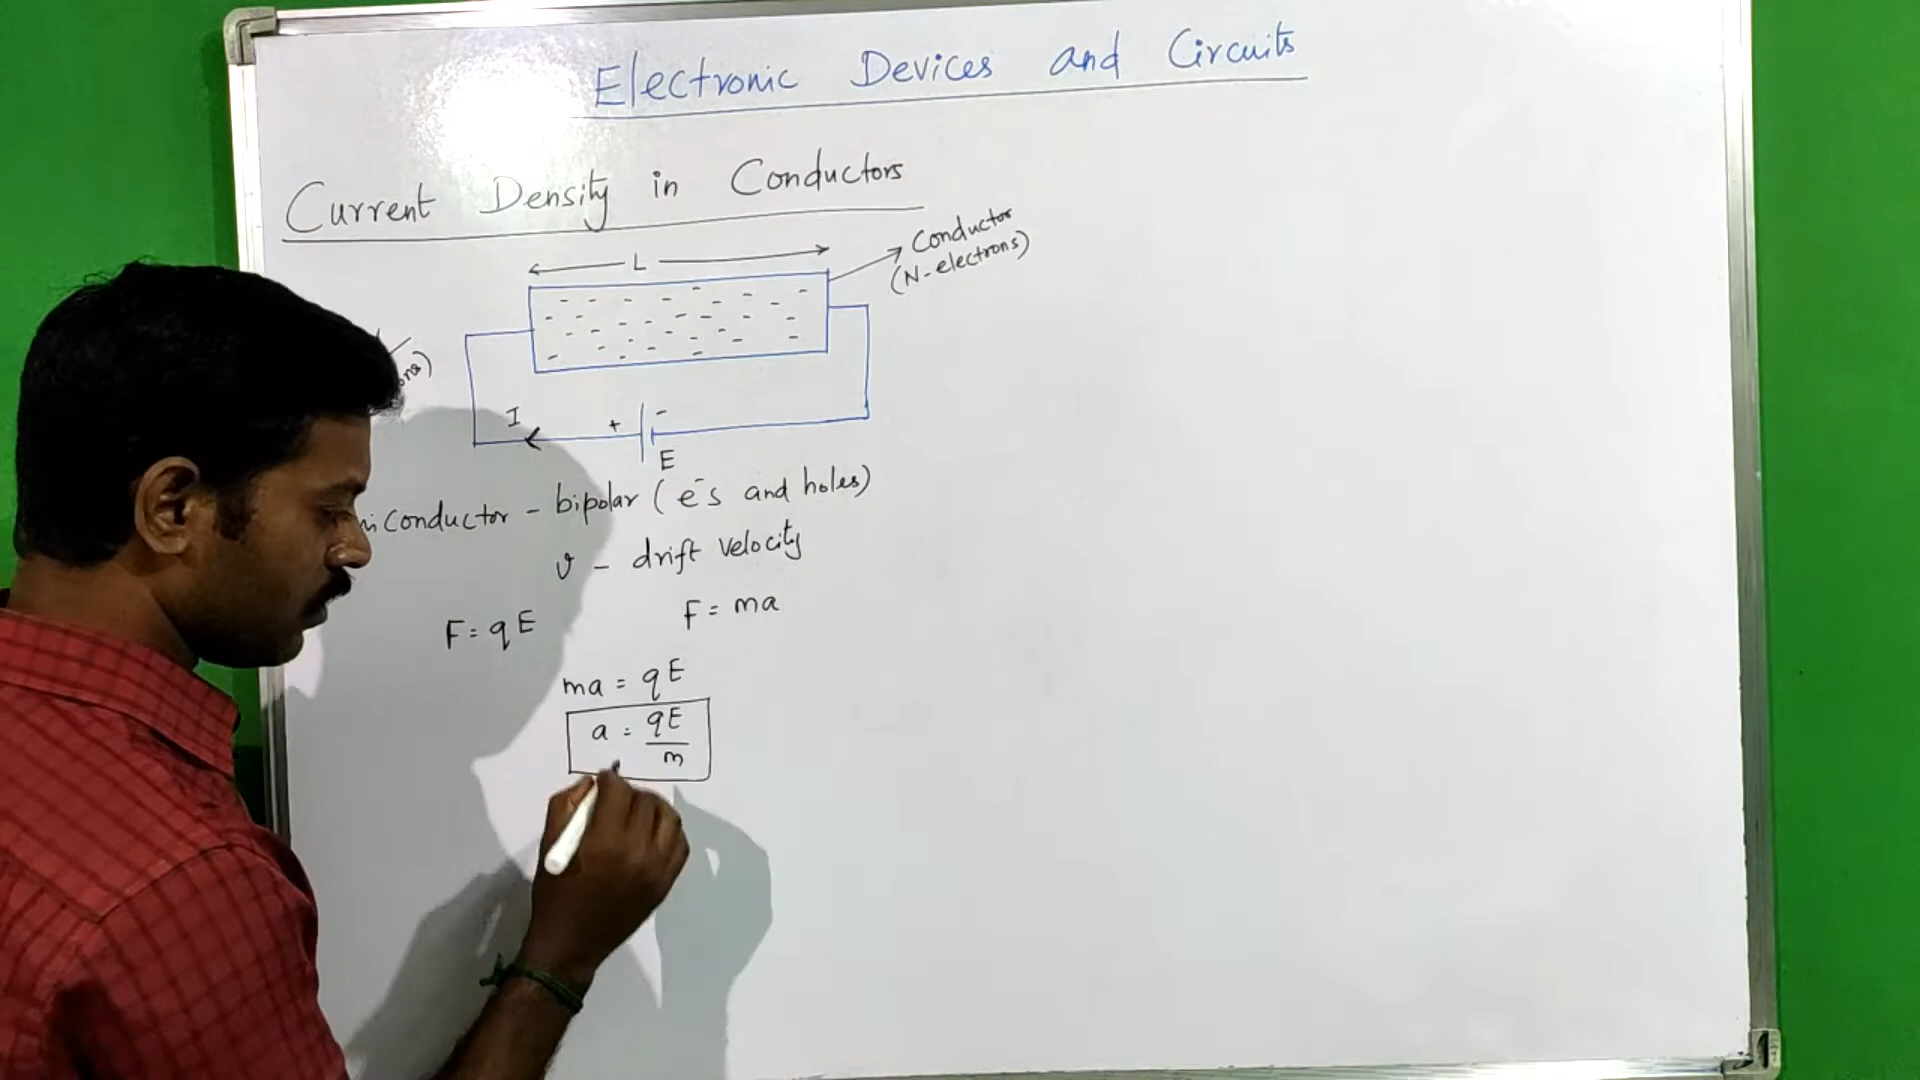 Electronic Devices and Circuits
Current Density in Conductors
L
Conductor
(N-electrons)
I
+
-
E
Conductor - bipolar (e⁻s and holes)
v - drift velocity
F = qE
F = ma
ma = qE
a = qE/m